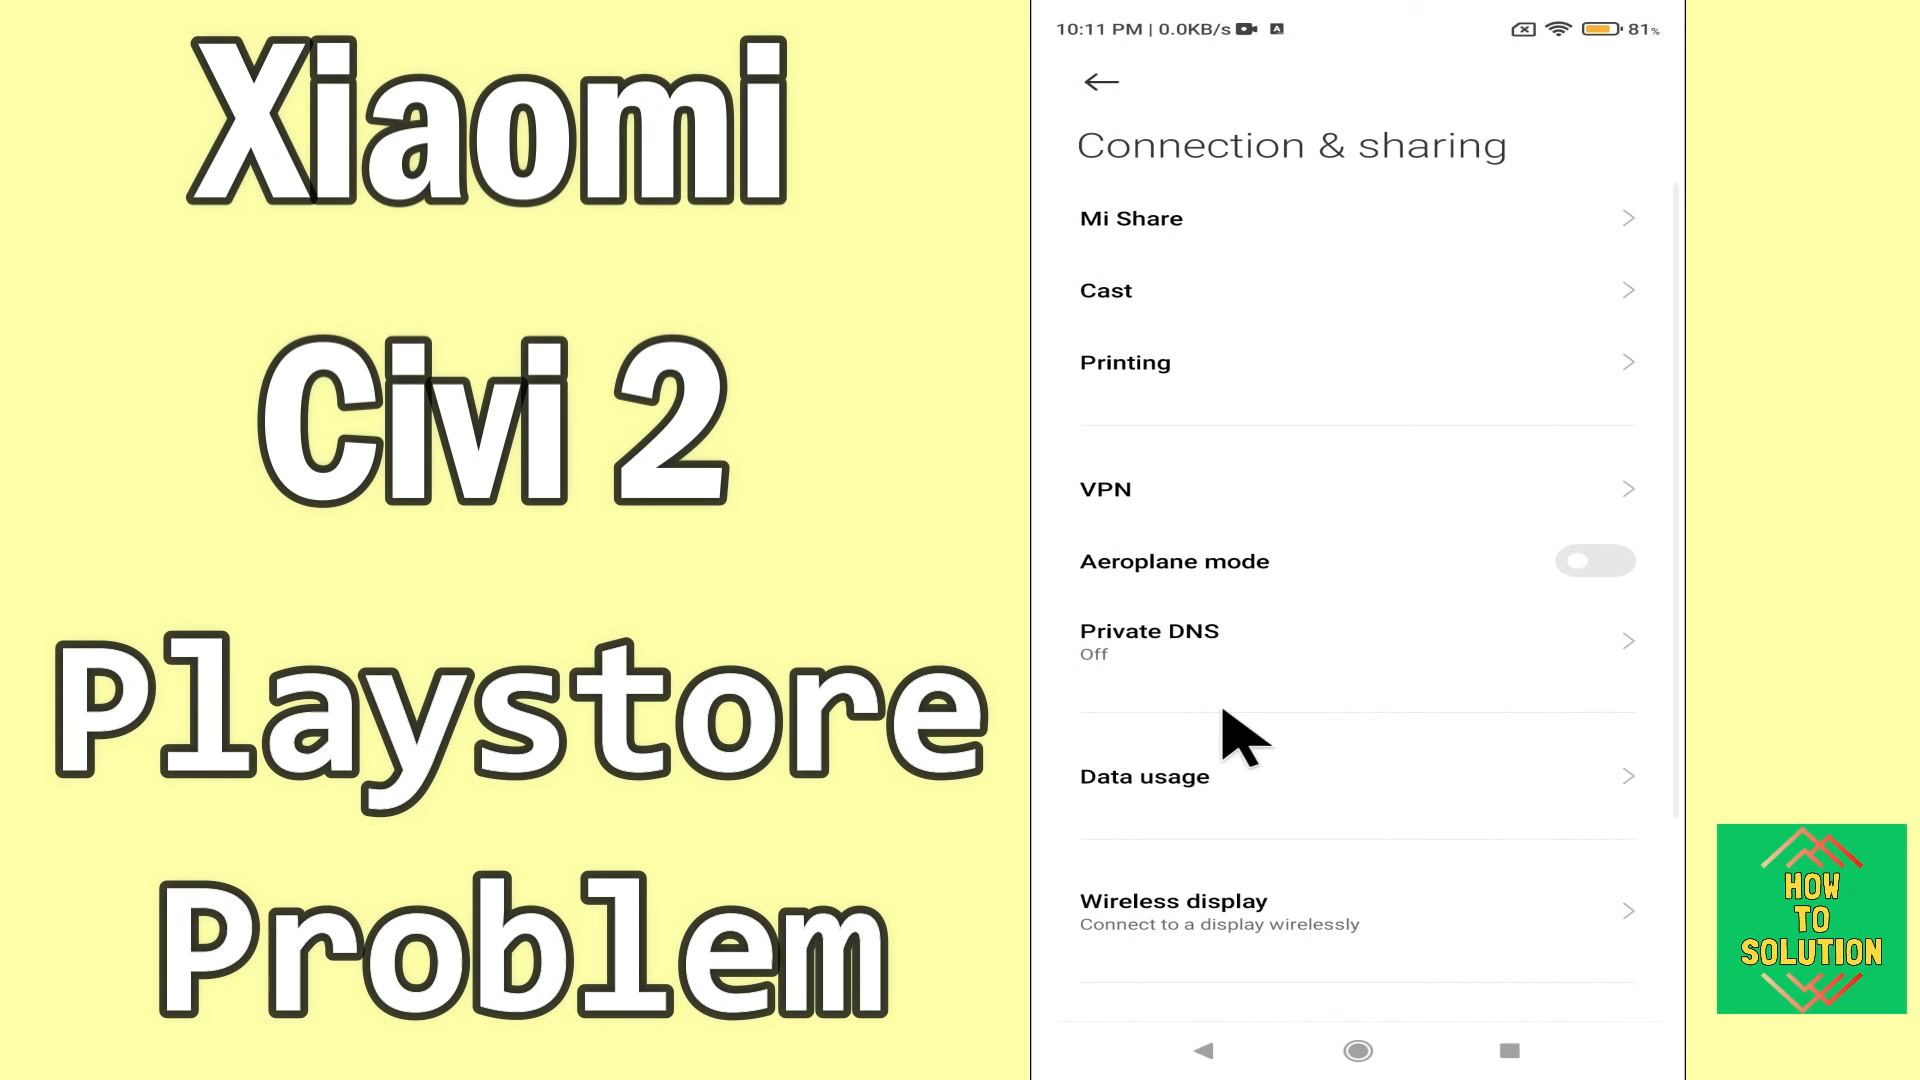 Xiaomi
Civi 2
Playstore
Problem
10:11 PM | 0.0KB/s A 81%
Connection & sharing
Mi Share
Cast
Printing
VPN
Aeroplane mode
Private DNS
Off
Data usage
Wireless display
Connect to a display wirelessly
HOW
TO
SOLUTION